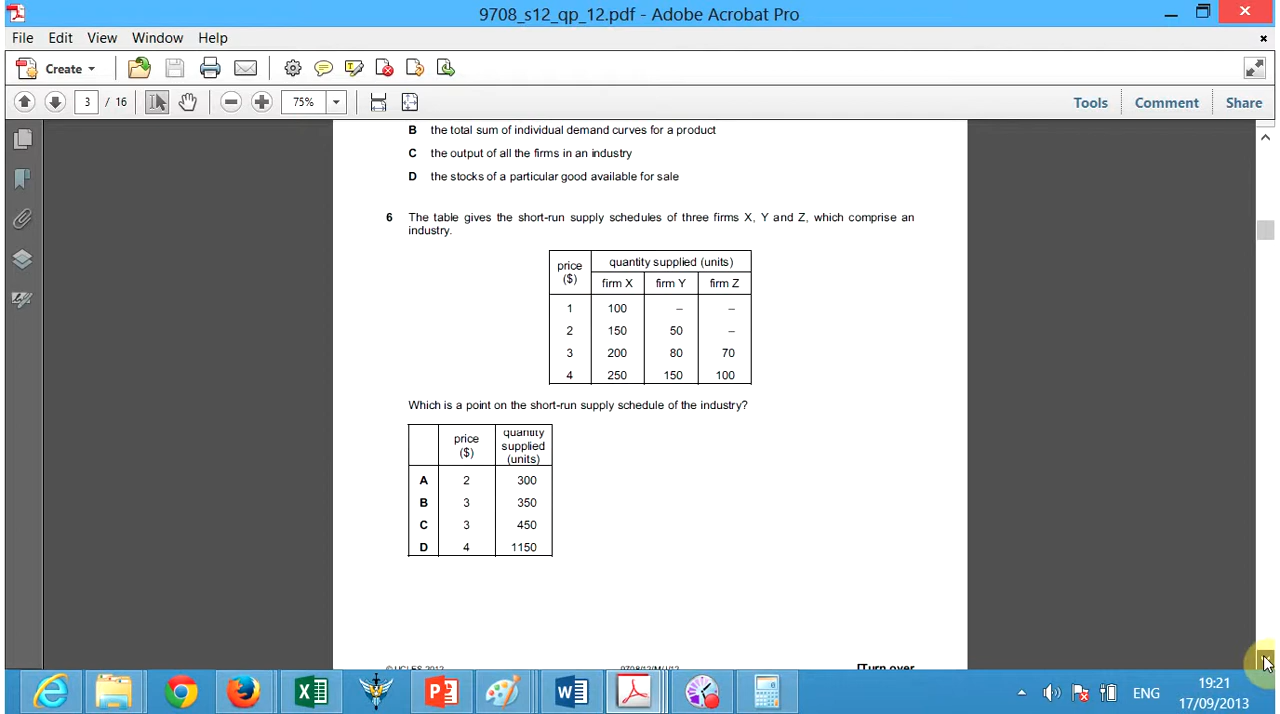 9708_s12_qp_12.pdf - Adobe Acrobat Pro
File Edit View Window Help
Create
3 / 16 75% Tools Comment Share
B the total sum of individual demand curves for a product
C the output of all the firms in an industry
D the stocks of a particular good available for sale
6 The table gives the short-run supply schedules of three firms X, Y and Z, which comprise an
industry.
price ($) quantity supplied (units)
firm X firm Y firm Z
1 100 – –
2 150 50 –
3 200 80 70
4 250 150 100
Which is a point on the short-run supply schedule of the industry?
price ($) quantity supplied (units)
A 2 300
B 3 350
C 3 450
D 4 1150
© UCLES 2012 9708/12/M/J/12 [Turn over
ENG
19:21
17/09/2013